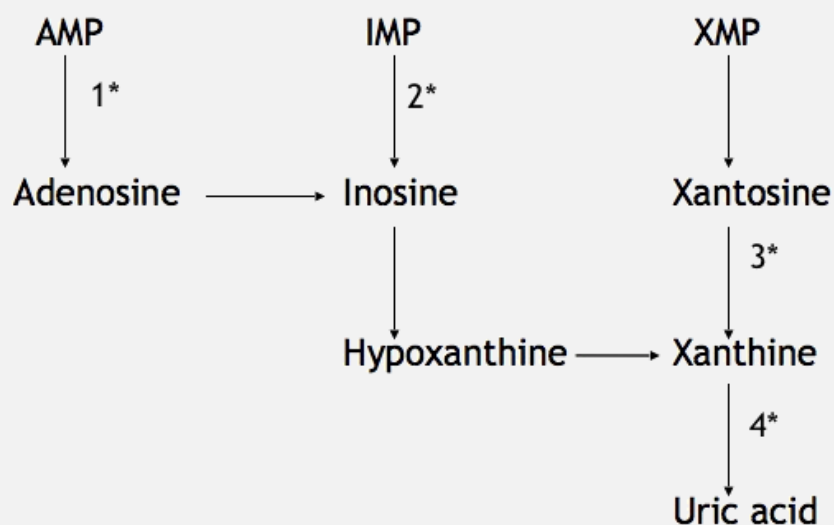 AMP IMP XMP
1* 2*
Adenosine Inosine Xantosine
3*
Hypoxanthine Xanthine
4*
Uric acid